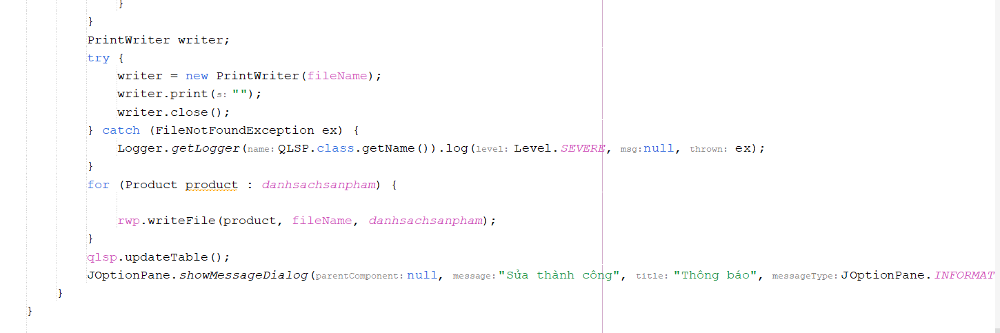 }
}
PrintWriter writer;
try {
writer = new PrintWriter(fileName);
writer.print(s: "");
writer.close();
} catch (FileNotFoundException ex) {
Logger.getLogger(name: QLSP.class.getName()).log(level: Level.SEVERE, msg: null, thrown: ex);
}
for (Product product : danhsachsanpham) {
rwp.writeFile(product, fileName, danhsachsanpham);
}
qlsp.updateTable();
JOptionPane.showMessageDialog(parentComponent: null, message: "Sửa thành công", title: "Thông báo", messageType: JOptionPane.INFORMAT
}
}